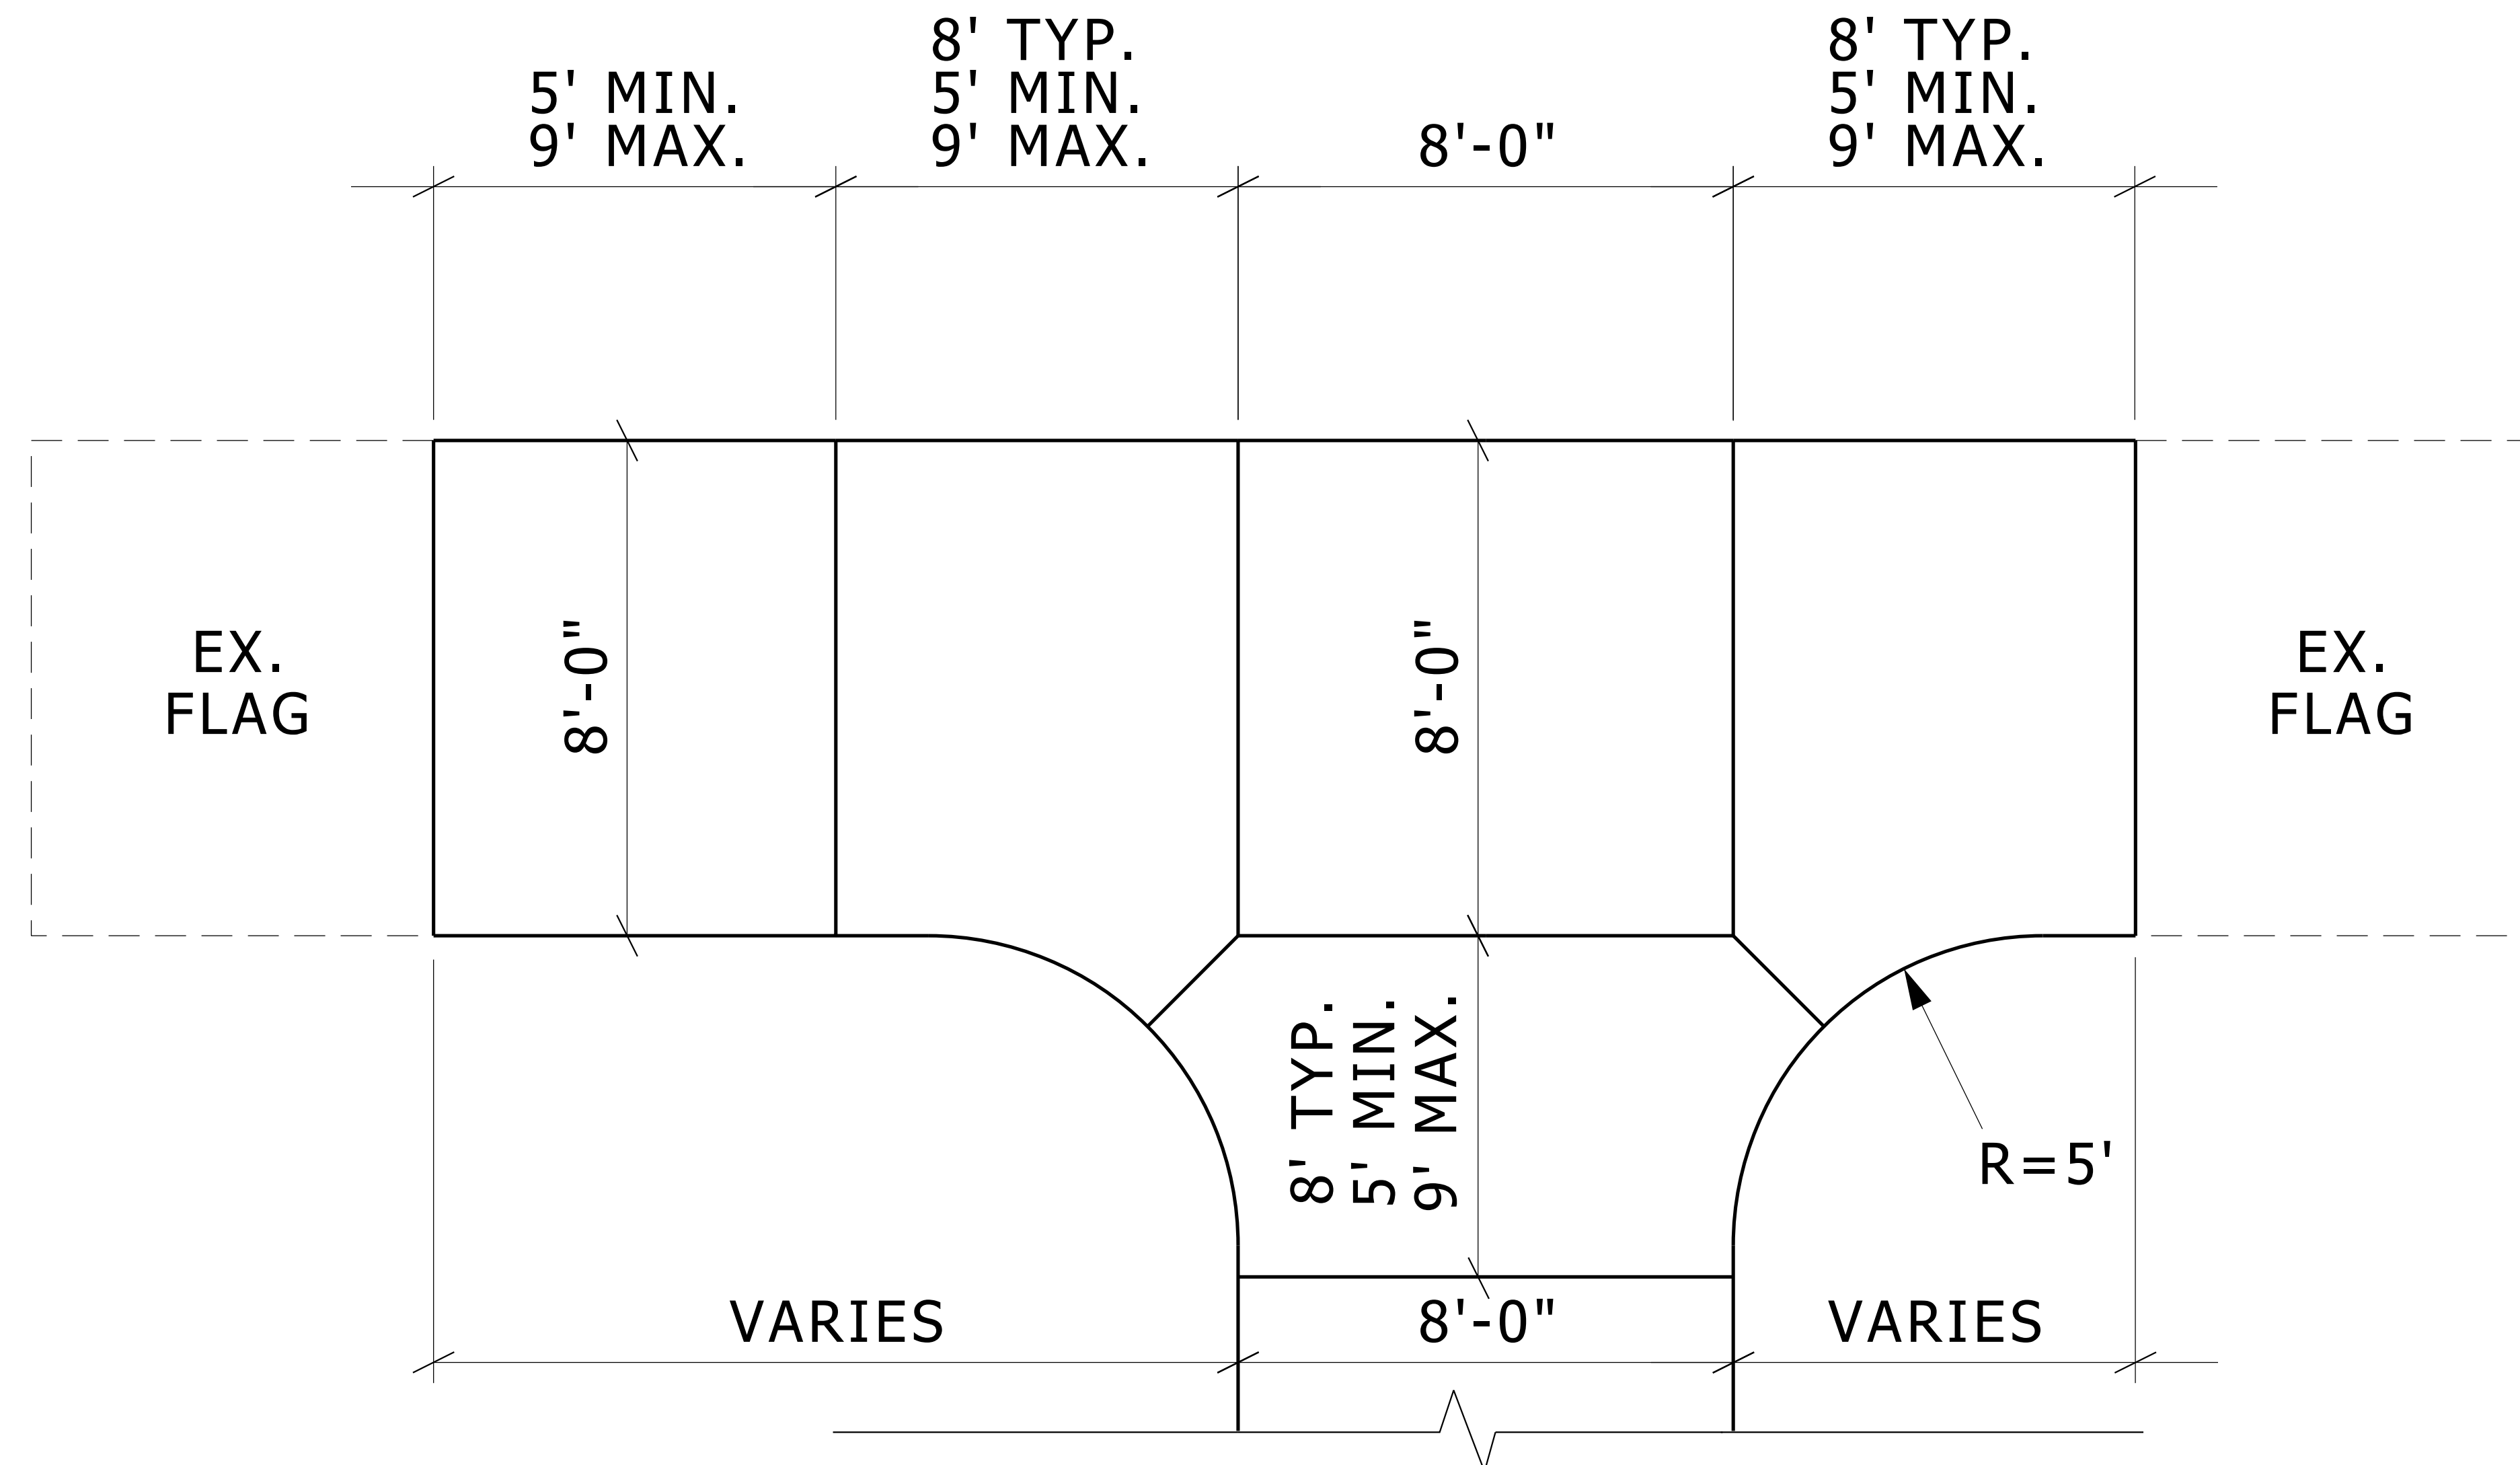 5' MIN.
9' MAX.
8' TYP.
5' MIN.
9' MAX.
8'-0"
8' TYP.
5' MIN.
9' MAX.
EX.
FLAG
8'-0"
8'-0"
EX.
FLAG
8' TYP.
5' MIN.
9' MAX.
R=5'
VARIES
8'-0"
VARIES